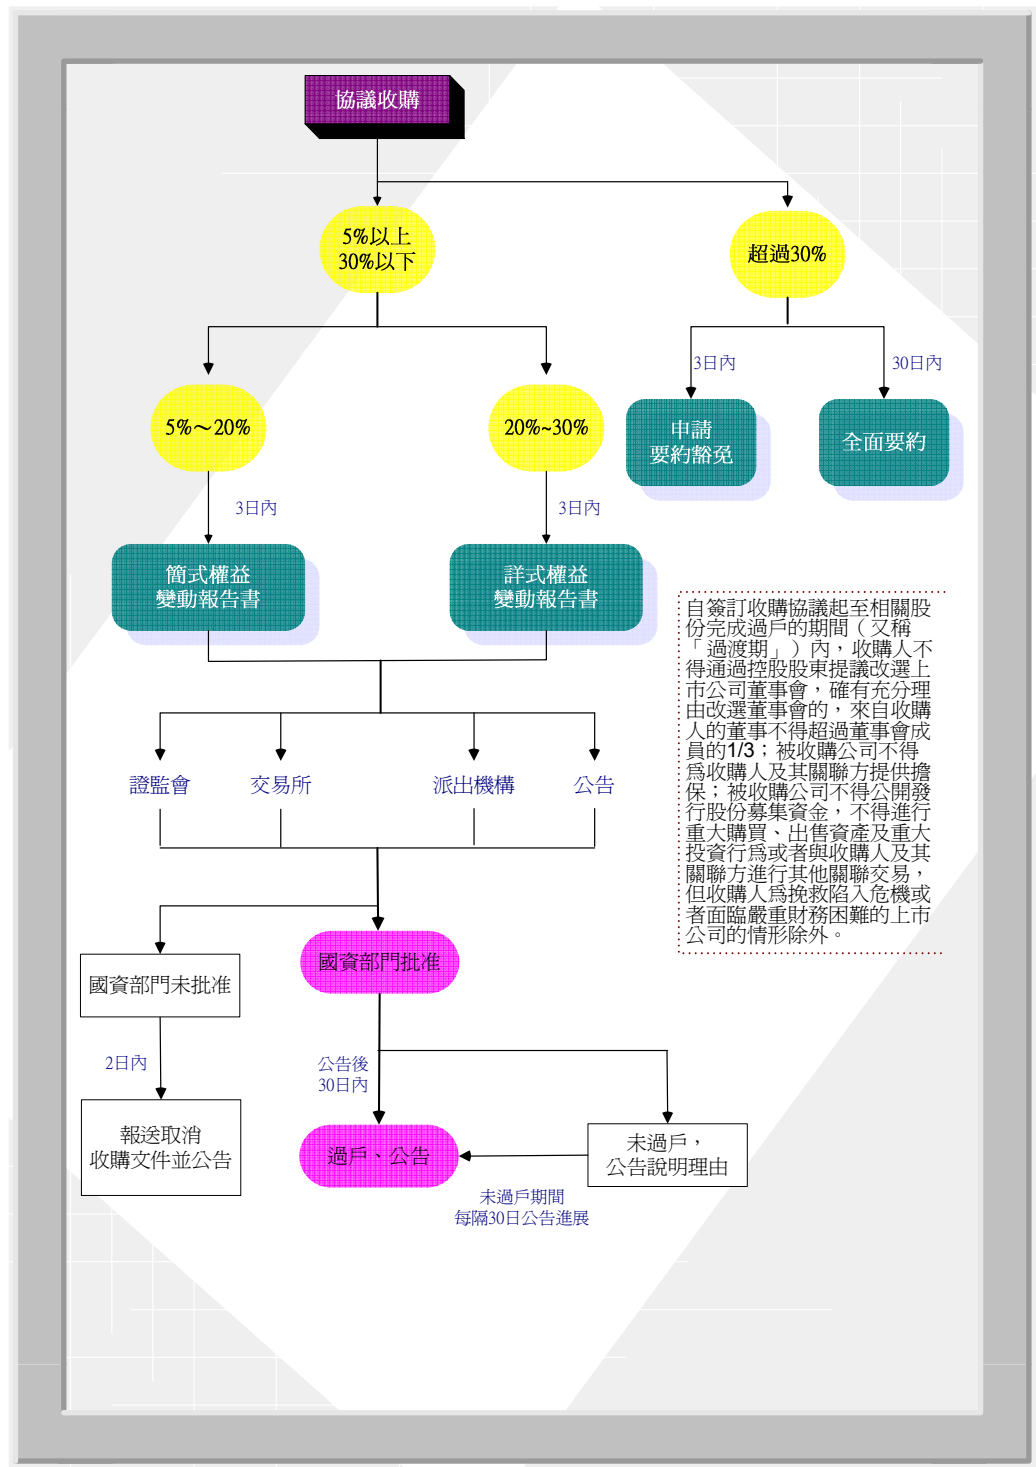 協議收購
5%以上
30%以下
超過30%
3日內
30日內
5%～20%
20%~30%
申請
要約豁免
全面要約
3日內
3日內
簡式權益
變動報告書
詳式權益
變動報告書
自簽訂收購協議起至相關股
份完成過戶的期間（又稱
「過渡期」）內，收購人不
得通過控股股東提議改選上
市公司董事會，確有充分理
由改選董事會的，來自收購
人的董事不得超過董事會成
員的1/3；被收購公司不得
爲收購人及其關聯方提供擔
保；被收購公司不得公開發
行股份募集資金，不得進行
重大購買、出售資產及重大
投資行爲或者與收購人及其
關聯方進行其他關聯交易，
但收購人爲挽救陷入危機或
者面臨嚴重財務困難的上市
公司的情形除外。
證監會
交易所
派出機構
公告
國資部門未批准
國資部門批准
2日內
公告後
30日內
報送取消
收購文件並公告
過戶、公告
未過戶，
公告說明理由
未過戶期間
每隔30日公告進展